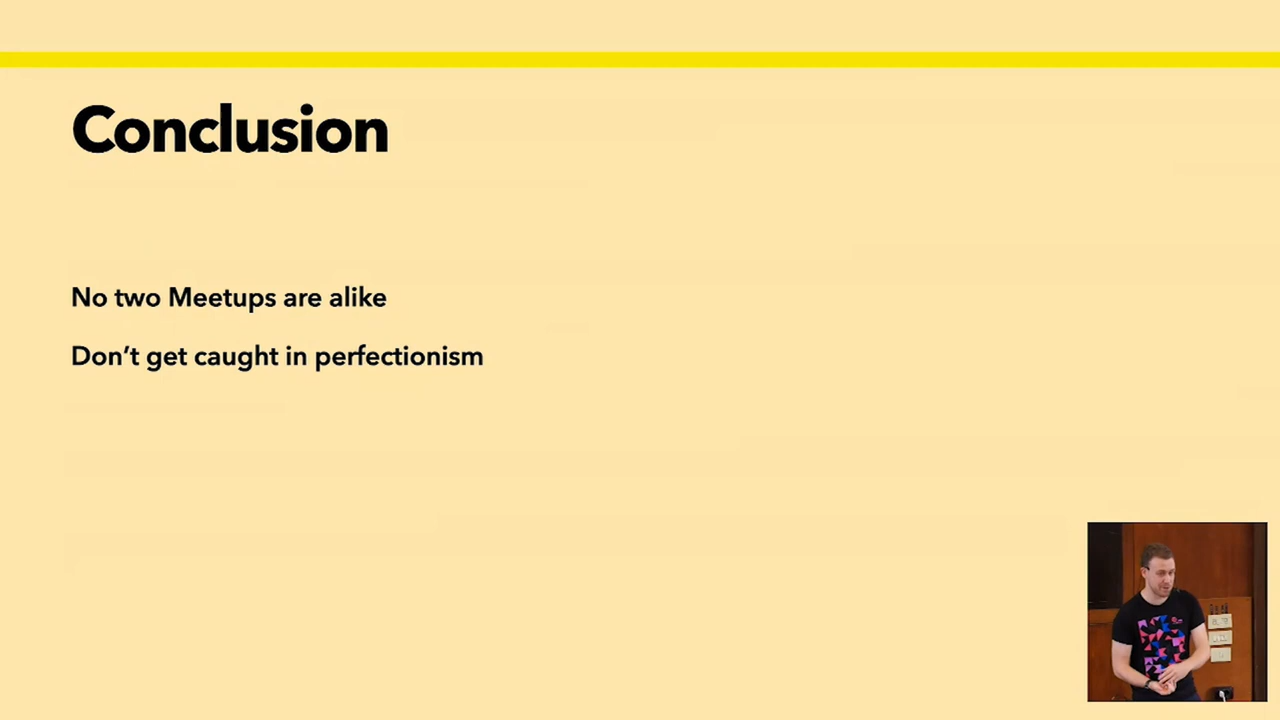 Conclusion
No two Meetups are alike
Don’t get caught in perfectionism